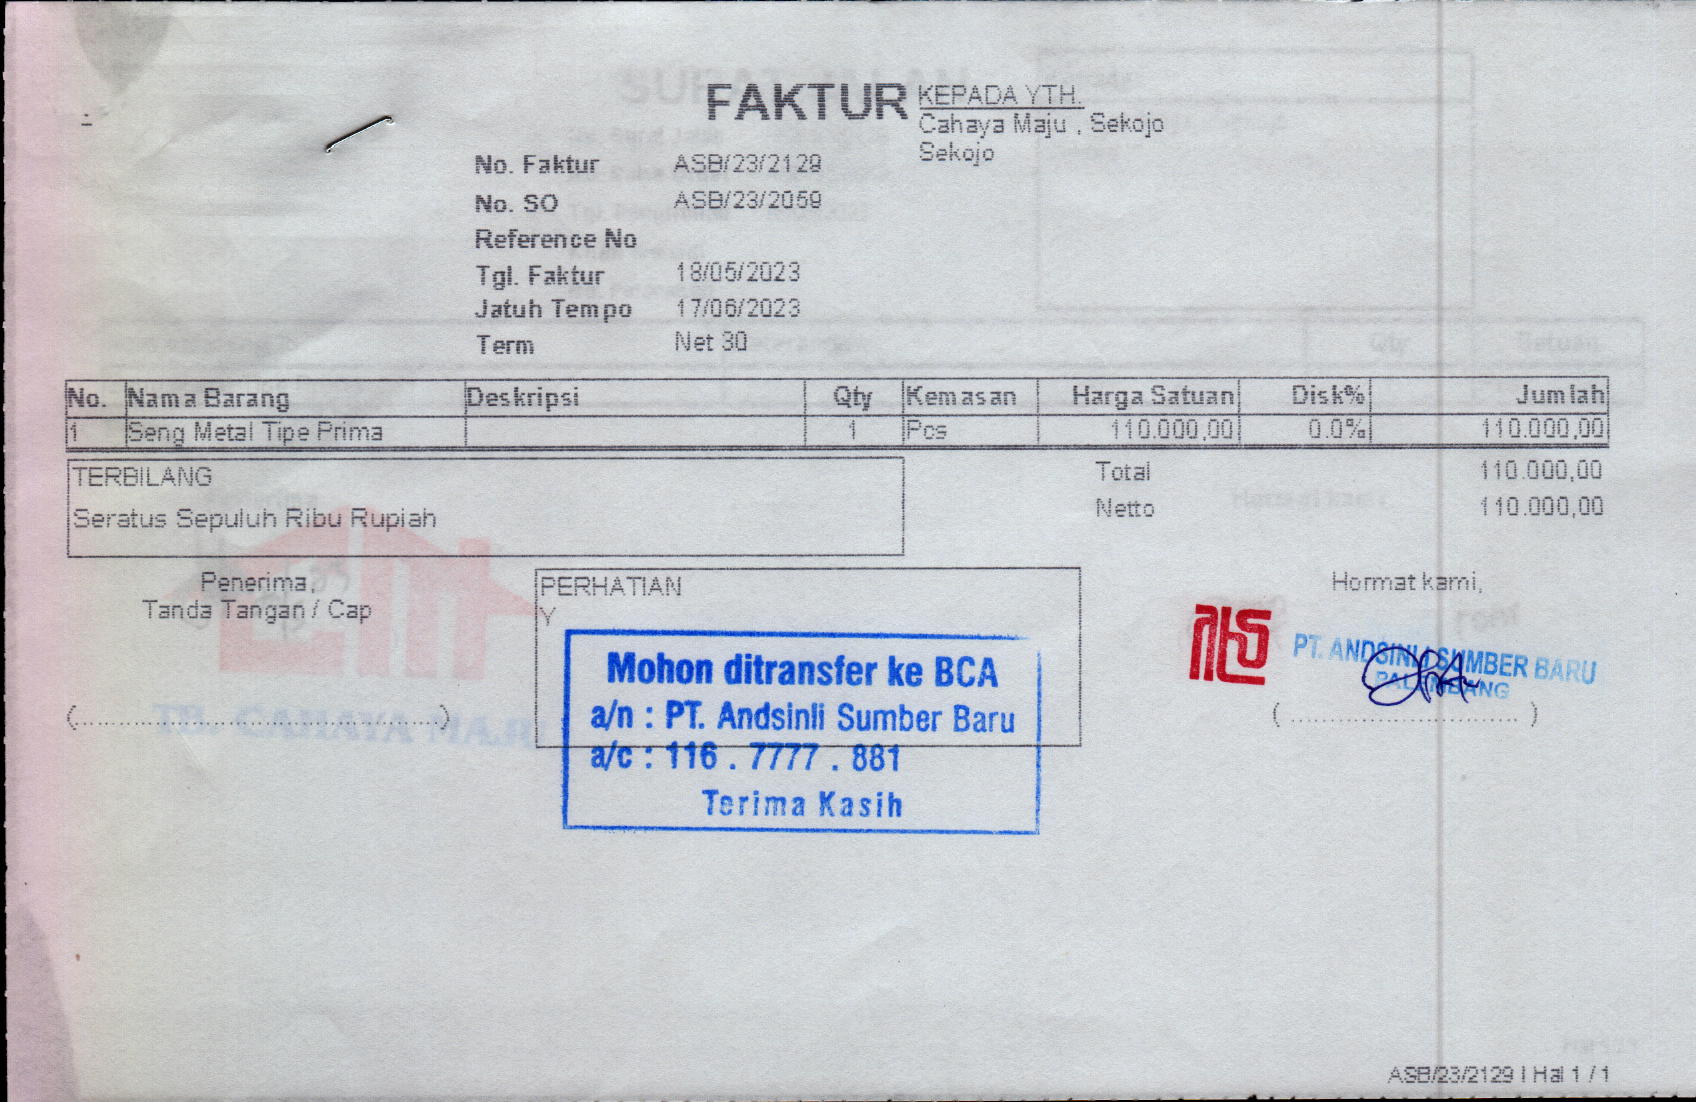 FAKTUR
KEPADA YTH.
Cahaya Maju , Sekojo
Sekojo
No. Faktur ASB/23/2129
No. SO ASB/23/2059
Reference No
Tgl. Faktur 18/05/2023
Jatuh Tempo 17/06/2023
Term Net 30
No. Nama Barang Deskripsi Qty Kemasan Harga Satuan Disk% Jumlah
1 Seng Metal Tipe Prima 1 Pcs 110.000,00 0.0% 110.000,00
TERBILANG
Seratus Sepuluh Ribu Rupiah
Total 110.000,00
Netto 110.000,00
Penerima,
Tanda Tangan / Cap
(..........................................................)
TB. CAHAYA MAJU
PERHATIAN
Y
Mohon ditransfer ke BCA
a/n : PT. Andsinli Sumber Baru
a/c : 116 . 7777 . 881
Terima Kasih
Hormat kami,
PT. ANDSINLI SUMBER BARU
PALEMBANG
( .................................... )
ASB/23/2129 | Hal 1 / 1